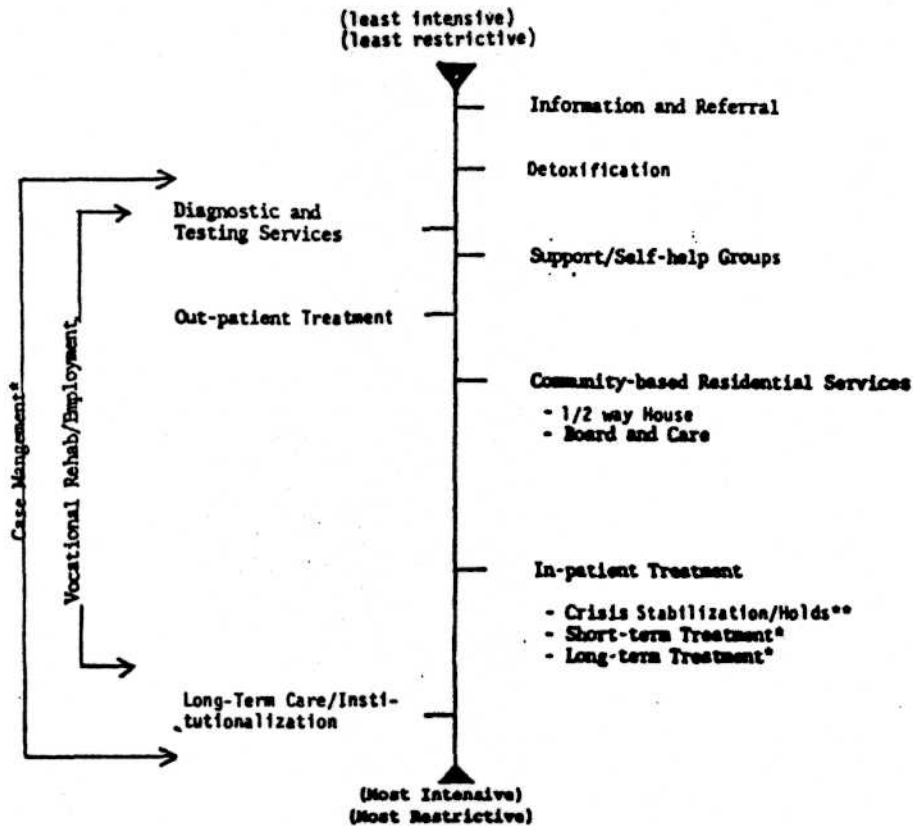 (least intensive)
(least restrictive)
Information and Referral
Detoxification
Diagnostic and
Testing Services
Support/Self-help Groups
Out-patient Treatment
Community-based Residential Services
- 1/2 way House
- Board and Care
Case Mangement*
Vocational Rehab/Employment
In-patient Treatment
- Crisis Stabilization/Holds**
- Short-term Treatment*
- Long-term Treatment*
Long-Term Care/Insti-
tutionalization
(Most Intensive)
(Most Restrictive)